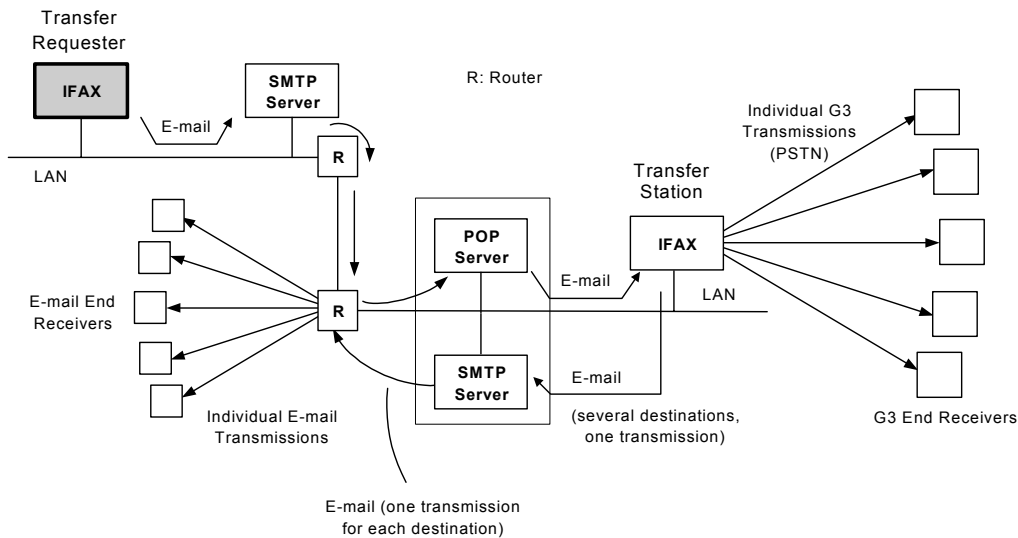 Transfer
Requester
IFAX
E-mail
SMTP
Server
R: Router
R
LAN
Individual G3
Transmissions
(PSTN)
Transfer
Station
IFAX
POP
Server
E-mail
LAN
E-mail End
Receivers
R
SMTP
Server
E-mail
(several destinations,
one transmission)
Individual E-mail
Transmissions
G3 End Receivers
E-mail (one transmission
for each destination)